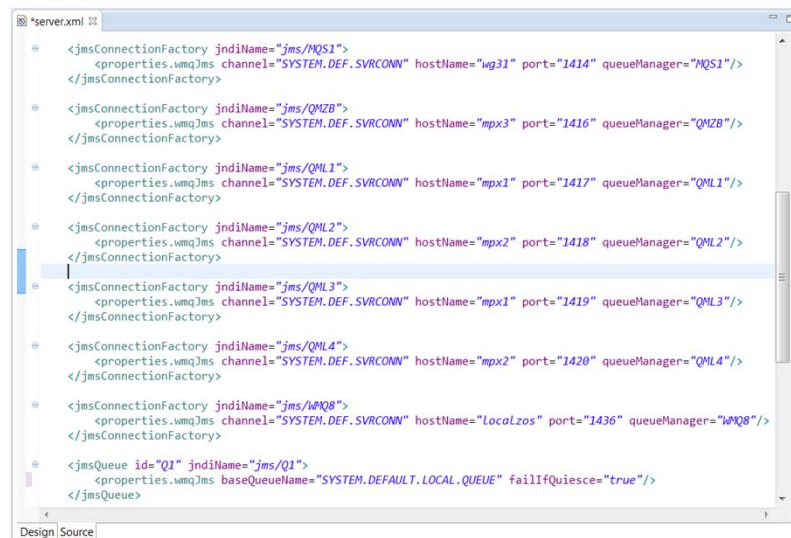 *server.xml
<jmsConnectionFactory jndiName="jms/MQS1">
<properties.wmqJms channel="SYSTEM.DEF.SVRCONN" hostName="wg31" port="1414" queueManager="MQS1"/>
</jmsConnectionFactory>
<jmsConnectionFactory jndiName="jms/QMZB">
<properties.wmqJms channel="SYSTEM.DEF.SVRCONN" hostName="mpx3" port="1416" queueManager="QMZB"/>
</jmsConnectionFactory>
<jmsConnectionFactory jndiName="jms/QML1">
<properties.wmqJms channel="SYSTEM.DEF.SVRCONN" hostName="mpx1" port="1417" queueManager="QML1"/>
</jmsConnectionFactory>
<jmsConnectionFactory jndiName="jms/QML2">
<properties.wmqJms channel="SYSTEM.DEF.SVRCONN" hostName="mpx2" port="1418" queueManager="QML2"/>
</jmsConnectionFactory>
<jmsConnectionFactory jndiName="jms/QML3">
<properties.wmqJms channel="SYSTEM.DEF.SVRCONN" hostName="mpx1" port="1419" queueManager="QML3"/>
</jmsConnectionFactory>
<jmsConnectionFactory jndiName="jms/QML4">
<properties.wmqJms channel="SYSTEM.DEF.SVRCONN" hostName="mpx2" port="1420" queueManager="QML4"/>
</jmsConnectionFactory>
<jmsConnectionFactory jndiName="jms/WMQ8">
<properties.wmqJms channel="SYSTEM.DEF.SVRCONN" hostName="localzos" port="1436" queueManager="WMQ8"/>
</jmsConnectionFactory>
<jmsQueue id="Q1" jndiName="jms/Q1">
<properties.wmqJms baseQueueName="SYSTEM.DEFAULT.LOCAL.QUEUE" failIfQuiesce="true"/>
</jmsQueue>
Design Source